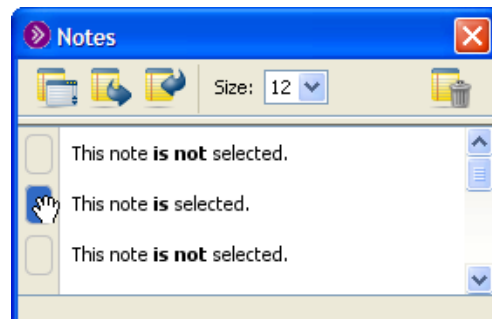 Notes
Size: 12
This note is not selected.
This note is selected.
This note is not selected.